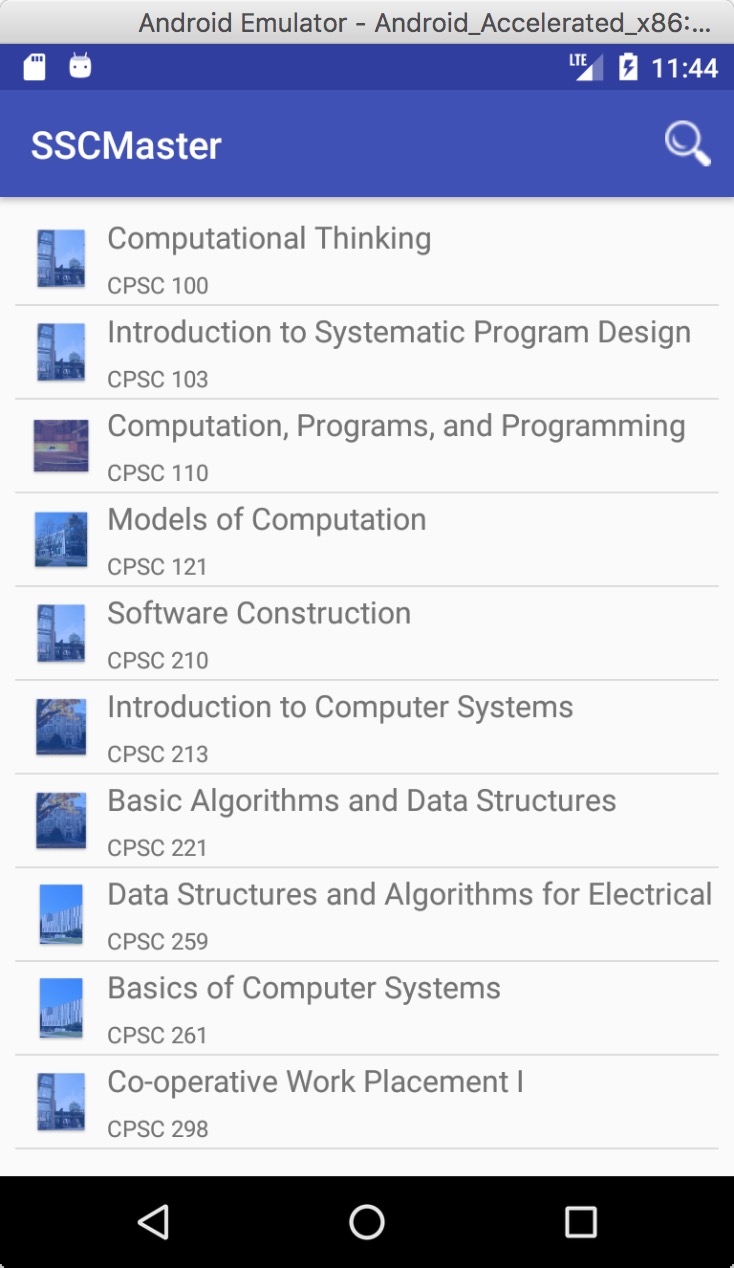 Android Emulator - Android_Accelerated_x86:...
LTE 11:44
SSCMaster
Computational Thinking
CPSC 100
Introduction to Systematic Program Design
CPSC 103
Computation, Programs, and Programming
CPSC 110
Models of Computation
CPSC 121
Software Construction
CPSC 210
Introduction to Computer Systems
CPSC 213
Basic Algorithms and Data Structures
CPSC 221
Data Structures and Algorithms for Electrical
CPSC 259
Basics of Computer Systems
CPSC 261
Co-operative Work Placement I
CPSC 298